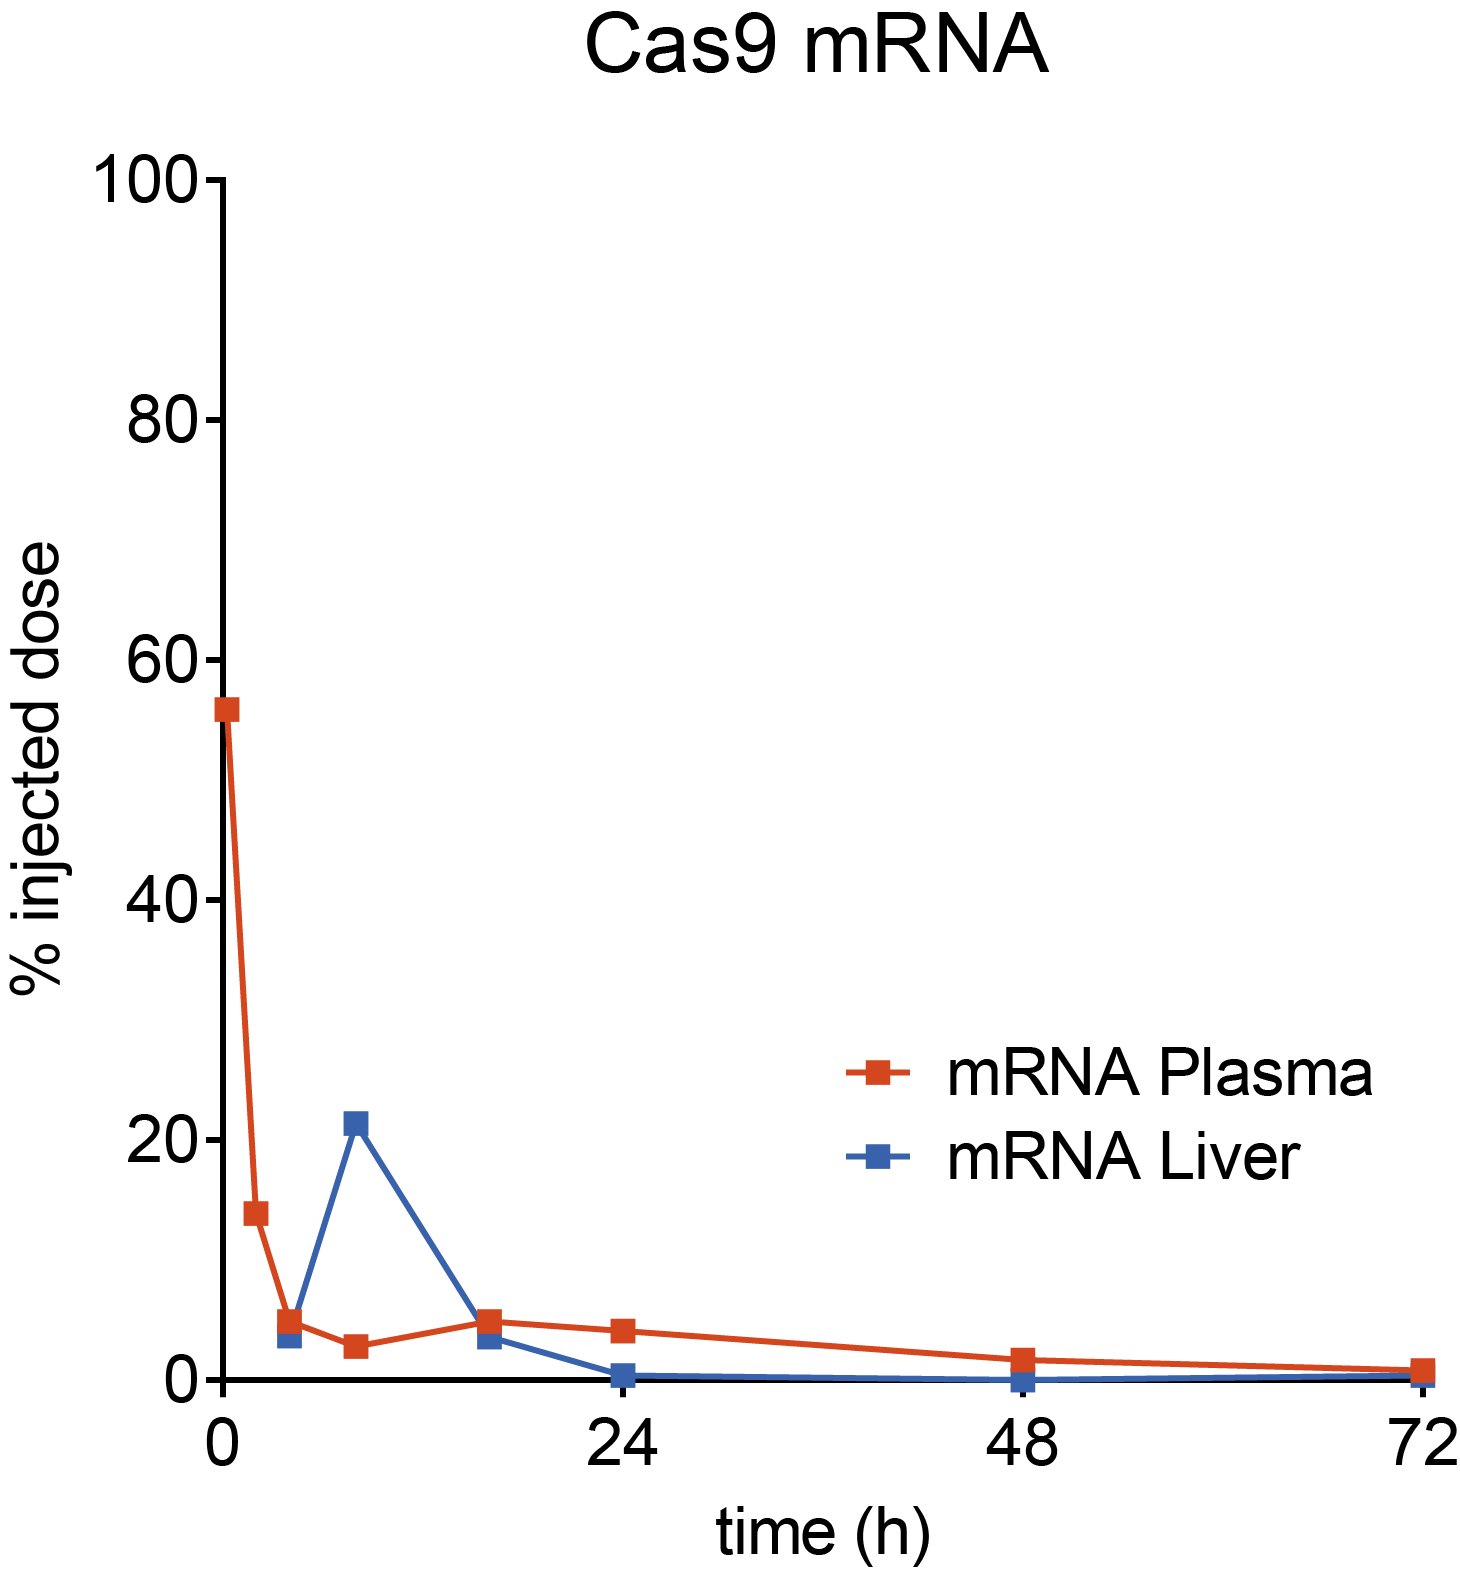 Cas9 mRNA
100
80
60
40
20
0
% injected dose
mRNA Plasma
mRNA Liver
0 24 48 72
time (h)